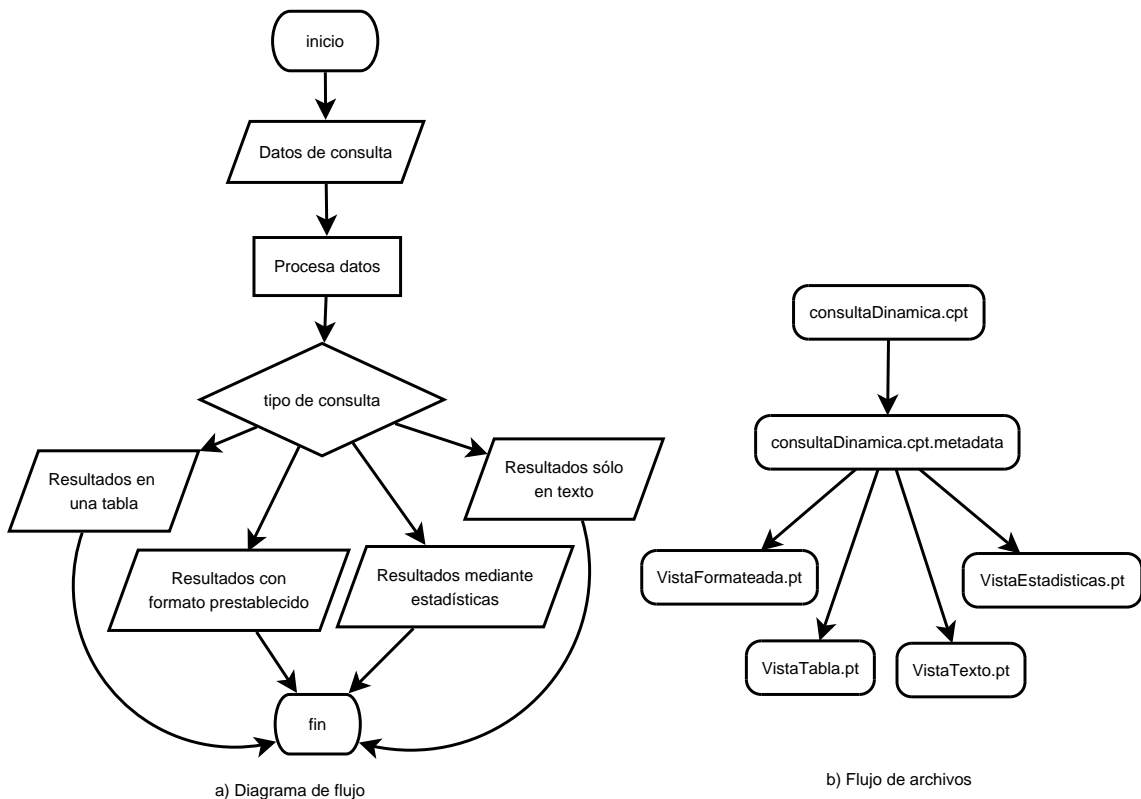 inicio
Datos de consulta
Procesa datos
tipo de consulta
Resultados en
una tabla
Resultados sólo
en texto
Resultados con
formato prestablecido
Resultados mediante
estadísticas
fin
a) Diagrama de flujo
consultaDinamica.cpt
consultaDinamica.cpt.metadata
VistaFormateada.pt
VistaEstadisticas.pt
VistaTabla.pt
VistaTexto.pt
b) Flujo de archivos